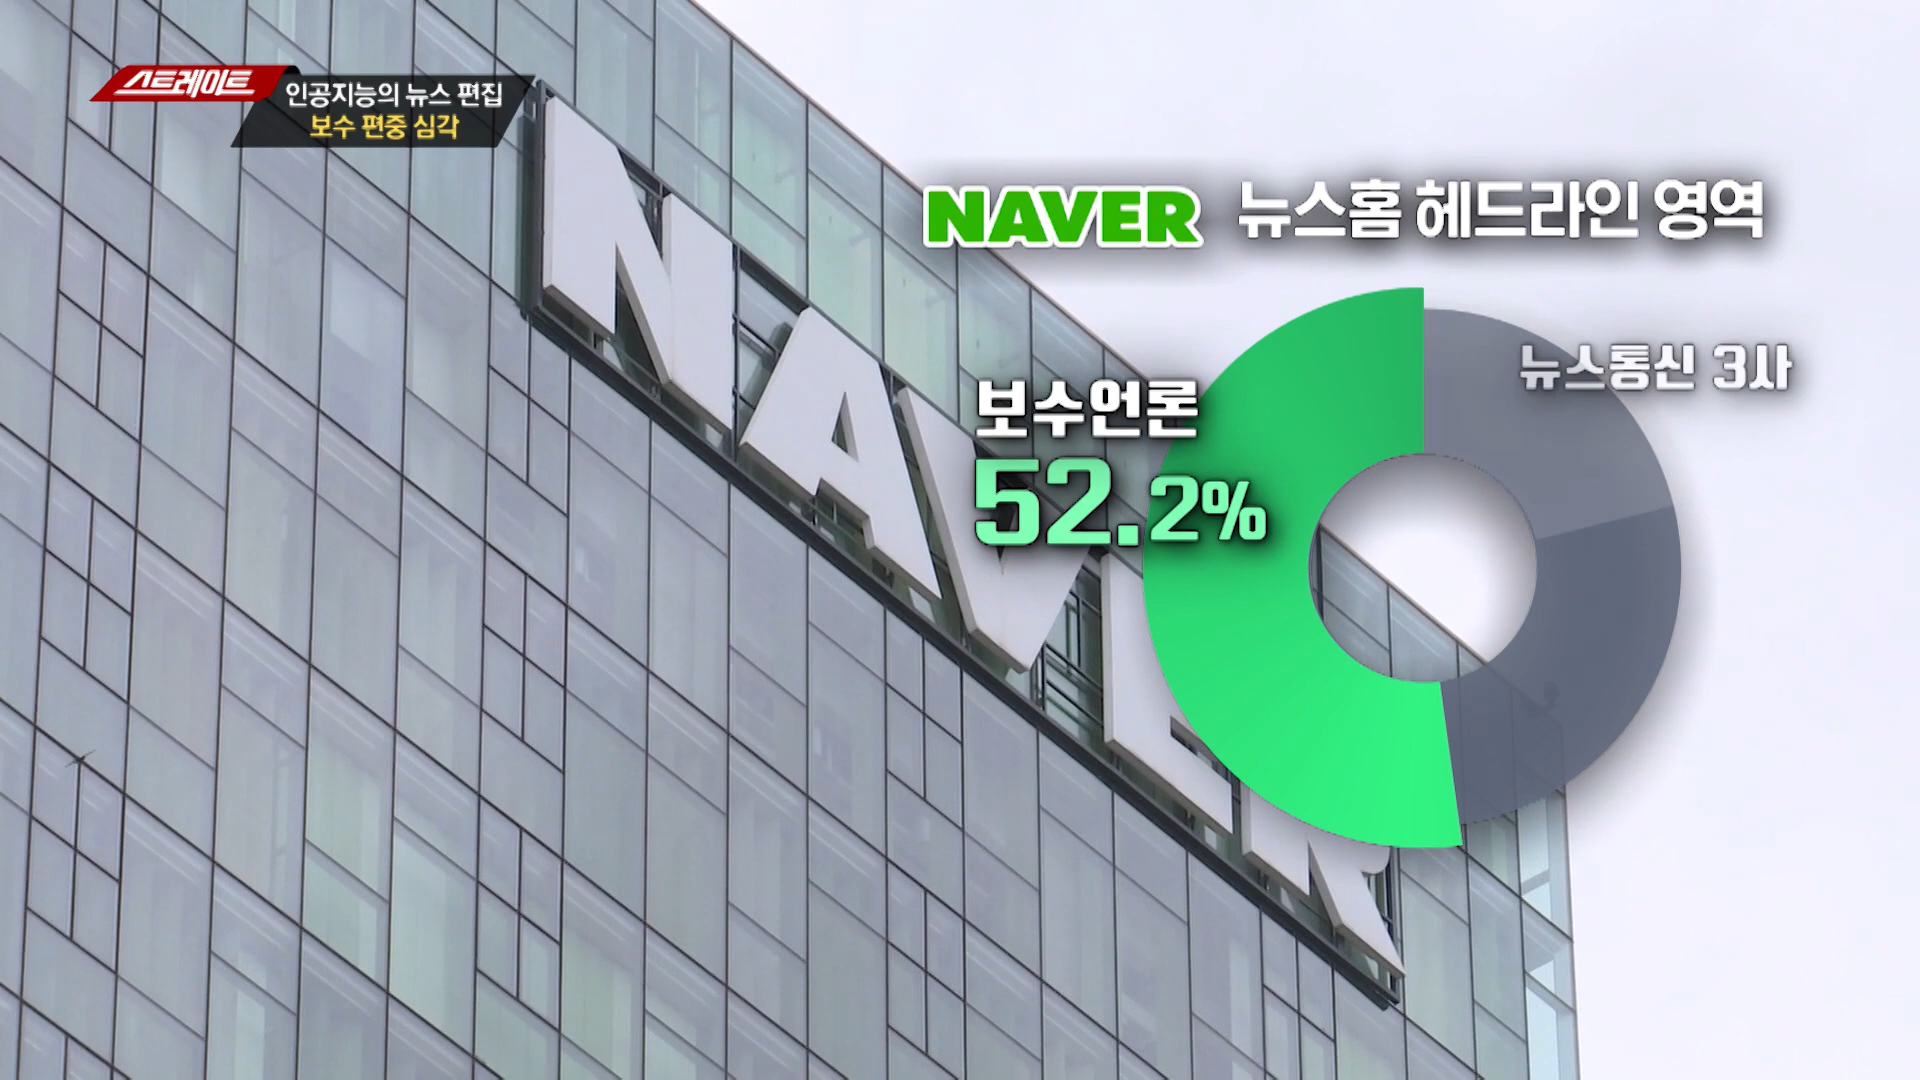 스트레이트
인공지능의 뉴스 편집
보수 편중 심각
NAVER 뉴스홈 헤드라인 영역
뉴스통신 3사
보수언론
52.2%
NAVER